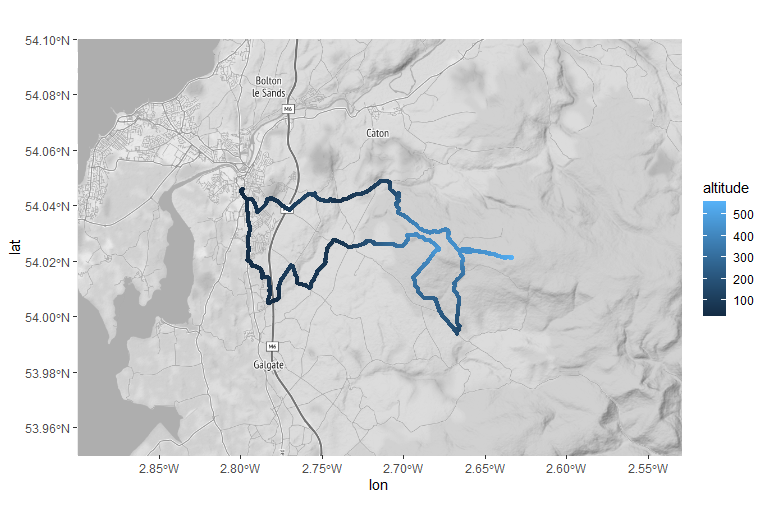 54.10°N
54.08°N
54.06°N
54.04°N
54.02°N
54.00°N
53.98°N
53.96°N
lat
Bolton
le Sands
M6
Caton
M6
Galgate
2.85°W
2.80°W
2.75°W
2.70°W
2.65°W
2.60°W
2.55°W
lon
altitude
500
400
300
200
100